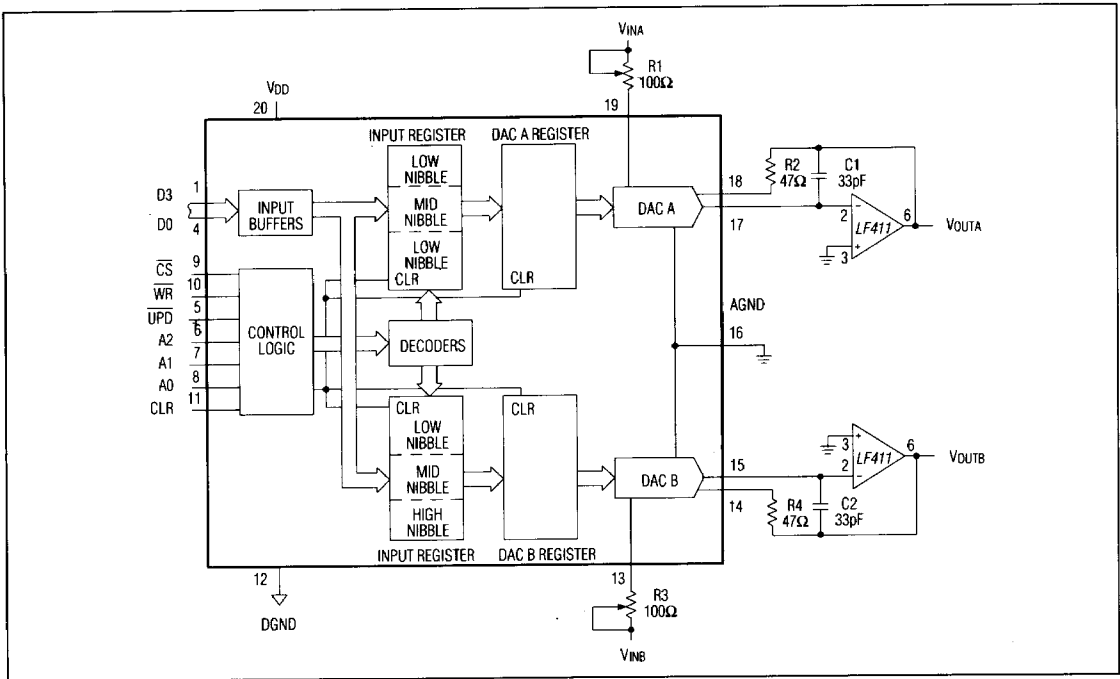 VINA
R1
100Ω
VDD
20
19
INPUT REGISTER
DAC A REGISTER
LOW
NIBBLE
MID
NIBBLE
LOW
NIBBLE
CLR
CLR
D3
1
D0
4
INPUT
BUFFERS
DAC A
18
17
R2
47Ω
C1
33pF
2
3
6
LF411
-
+
VOUTA
CS
9
WR
10
UPD
5
A2
6
A1
7
A0
8
CLR
11
CONTROL
LOGIC
DECODERS
AGND
16
CLR
LOW
NIBBLE
MID
NIBBLE
HIGH
NIBBLE
CLR
INPUT REGISTER
DAC B REGISTER
DAC B
15
14
R4
47Ω
C2
33pF
+
3
2
-
6
LF411
VOUTB
12
DGND
13
R3
100Ω
VINB